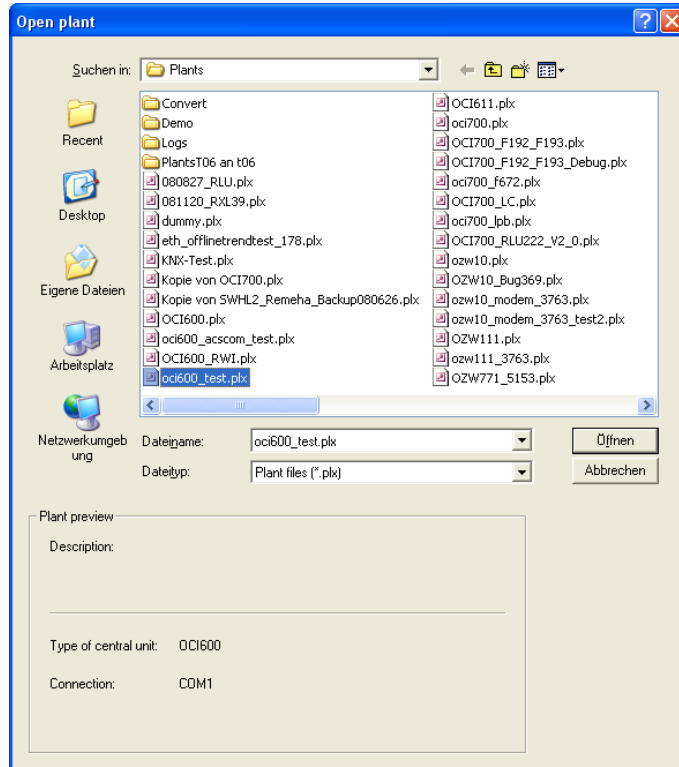 Open plant
Suchen in: Plants
Recent
Desktop
Eigene Dateien
Arbeitsplatz
Netzwerkumgeb
ung
Convert
Demo
Logs
PlantsT06 an t06
080827_RLU.plx
081120_RXL39.plx
dummy.plx
eth_offlinetrendtest_178.plx
KNX-Test.plx
Kopie von OCI700.plx
Kopie von SWHL2_Remeha_Backup080626.plx
OCI600.plx
oci600_acscom_test.plx
OCI600_RWI.plx
oci600_test.plx
OCI611.plx
oci700.plx
OCI700_F192_F193.plx
OCI700_F192_F193_Debug.plx
oci700_f672.plx
OCI700_LC.plx
oci700_lpb.plx
OCI700_RLU222_V2_0.plx
ozw10.plx
OZW10_Bug369.plx
ozw10_modem_3763.plx
ozw10_modem_3763_test2.plx
OZW111.plx
ozw111_3763.plx
OZW771_5153.plx
Dateiname: oci600_test.plx Öffnen
Dateityp: Plant files (*.plx) Abbrechen
Plant preview
Description:
Type of central unit: OCI600
Connection: COM1